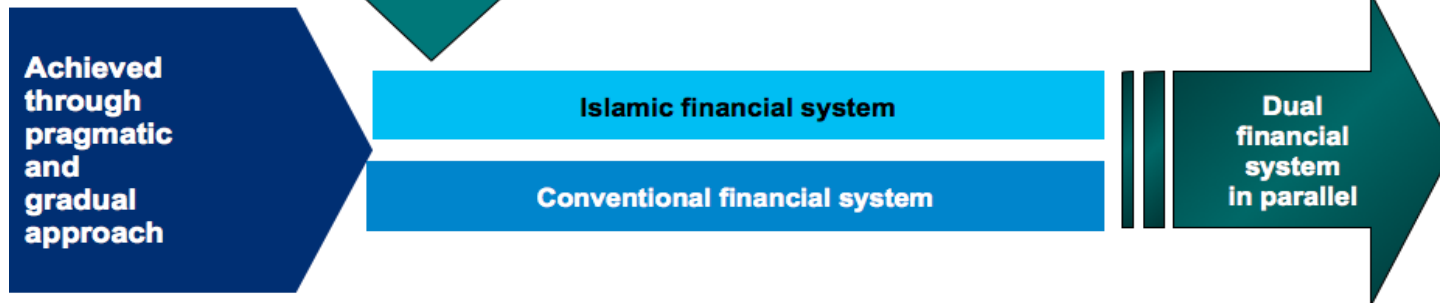 Achieved
through
pragmatic
and
gradual
approach
Islamic financial system
Conventional financial system
Dual
financial
system
in parallel